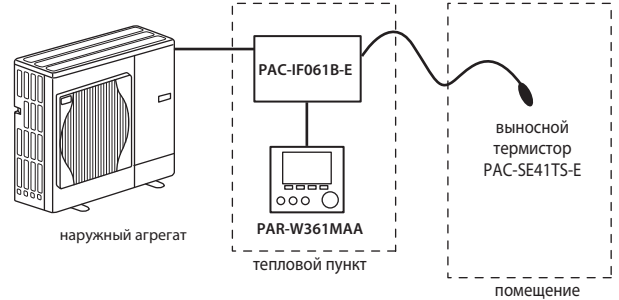 PAC-IF061B-E
выносной
термистор
PAC-SE41TS-E
PAR-W361MAA
наружный агрегат
тепловой пункт
помещение